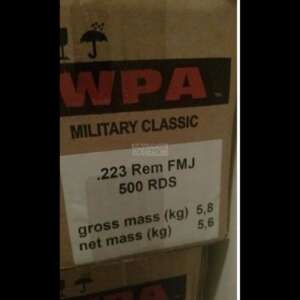 WPA
MILITARY CLASSIC
.223 Rem FMJ
500 RDS
gross mass (kg) 5,8
net mass (kg) 5,6